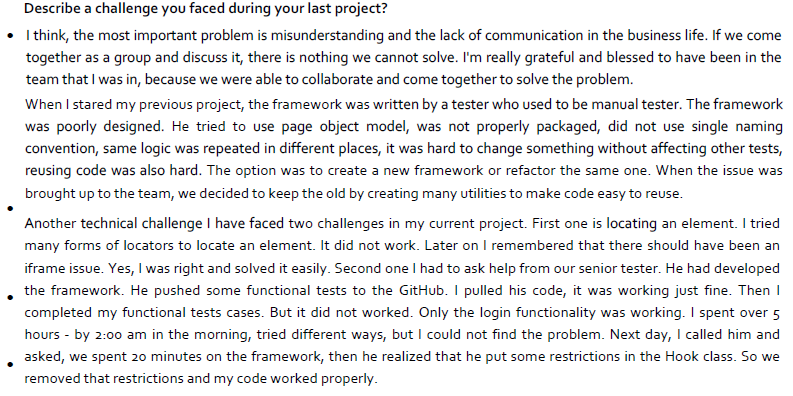 Describe a challenge you faced during your last project?
• I think, the most important problem is misunderstanding and the lack of communication in the business life. If we come
together as a group and discuss it, there is nothing we cannot solve. I'm really grateful and blessed to have been in the
team that I was in, because we were able to collaborate and come together to solve the problem.
When I stared my previous project, the framework was written by a tester who used to be manual tester. The framework
was poorly designed. He tried to use page object model, was not properly packaged, did not use single naming
convention, same logic was repeated in different places, it was hard to change something without affecting other tests,
reusing code was also hard. The option was to create a new framework or refactor the same one. When the issue was
brought up to the team, we decided to keep the old by creating many utilities to make code easy to reuse.
•
Another technical challenge I have faced two challenges in my current project. First one is locating an element. I tried
many forms of locators to locate an element. It did not work. Later on I remembered that there should have been an
iframe issue. Yes, I was right and solved it easily. Second one I had to ask help from our senior tester. He had developed
• the framework. He pushed some functional tests to the GitHub. I pulled his code, it was working just fine. Then I
completed my functional tests cases. But it did not worked. Only the login functionality was working. I spent over 5
hours - by 2:00 am in the morning, tried different ways, but I could not find the problem. Next day, I called him and
• asked, we spent 20 minutes on the framework, then he realized that he put some restrictions in the Hook class. So we
removed that restrictions and my code worked properly.